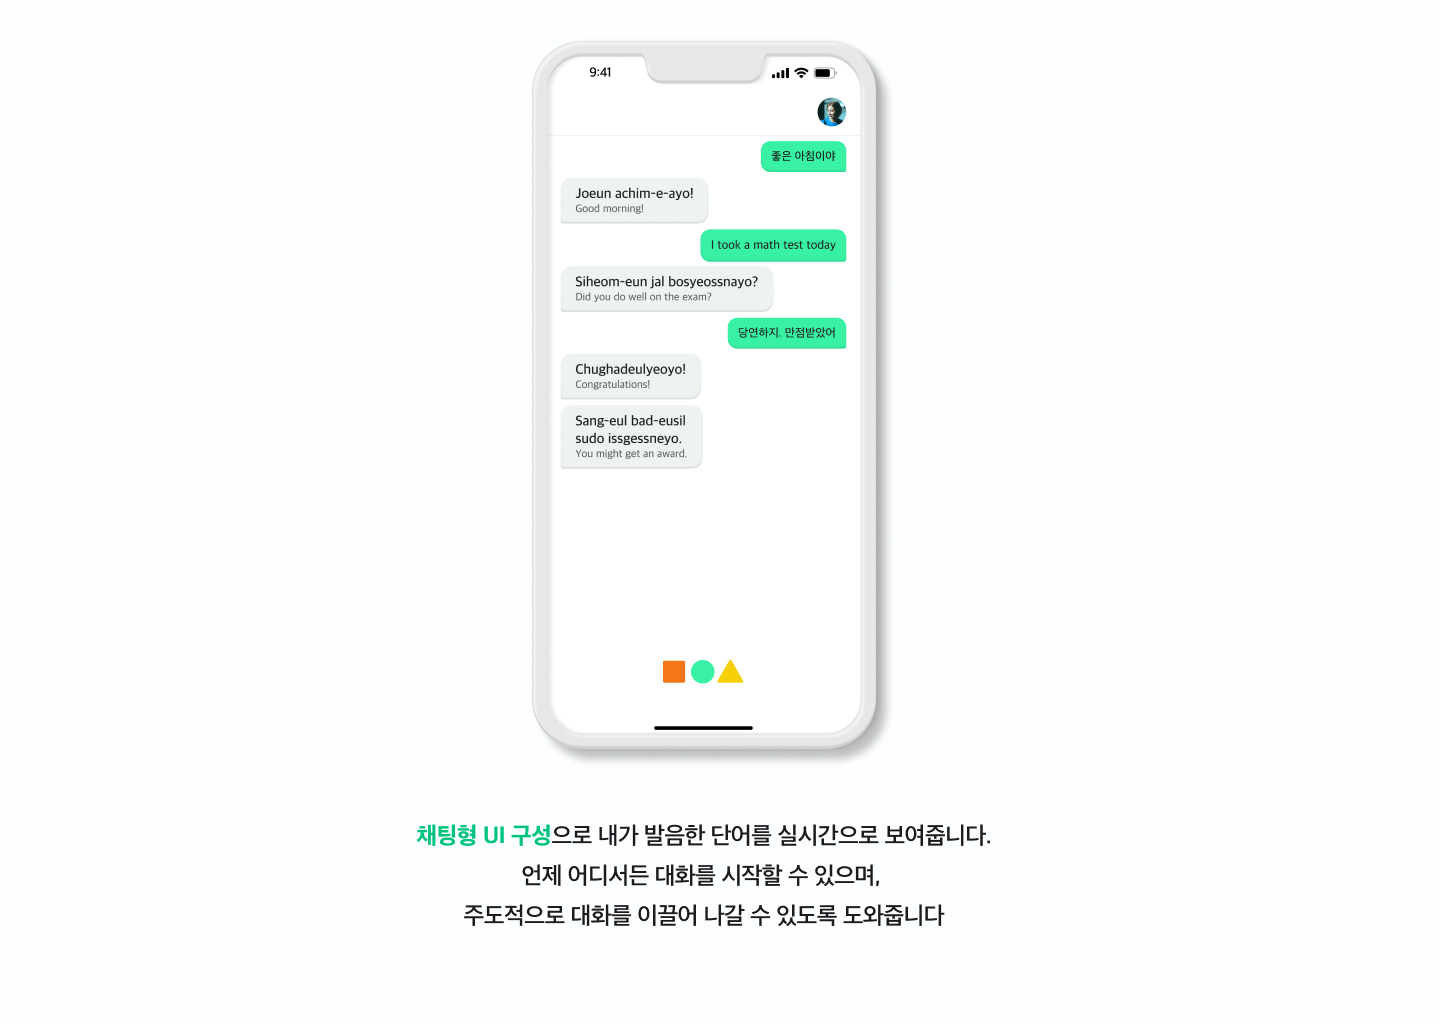 9:41
좋은 아침이야
Joeun achim-e-ayo!
Good morning!
I took a math test today
Siheom-eun jal bosyeossnayo?
Did you do well on the exam?
당연하지. 만점받았어
Chughadeulyeoyo!
Congratulations!
Sang-eul bad-eusil
sudo issgessneyo.
You might get an award.
채팅형 UI 구성으로 내가 발음한 단어를 실시간으로 보여줍니다.
언제 어디서든 대화를 시작할 수 있으며,
주도적으로 대화를 이끌어 나갈 수 있도록 도와줍니다